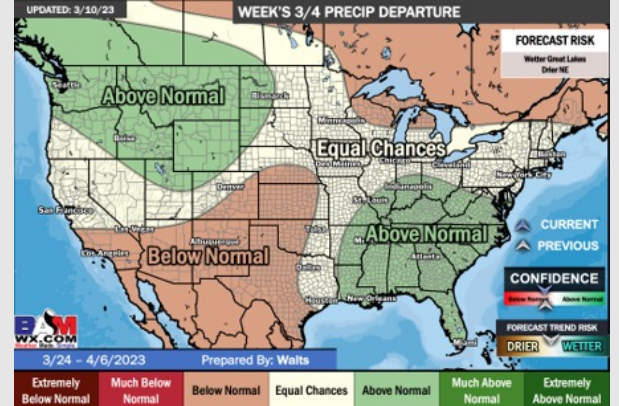 UPDATED: 3/10/23
WEEK'S 3/4 PRECIP DEPARTURE
FORECAST RISK
Wetter Great Lakes
Drier NE
Seattle
Above Normal
Bismarck
Minneapolis
Boise
Equal Chances
Boston
Des Moines
Chicago
Cleveland
New York City
Denver
Indianapolis
St. Louis
San Francisco
Las Vegas
Tulsa
Above Normal
CURRENT
Los Angeles
Albuquerque
Below Normal
Atlanta
PREVIOUS
Dallas
CONFIDENCE
Below Normal
Above Normal
Houston
New Orleans
BAM
WX.COM
FORECAST TREND RISK
Miami
DRIER
WETTER
3/24 – 4/6/2023
Prepared By: Walts
Extremely
Below Normal
Much Below
Normal
Below Normal
Equal Chances
Above Normal
Much Above
Normal
Extremely
Above Normal